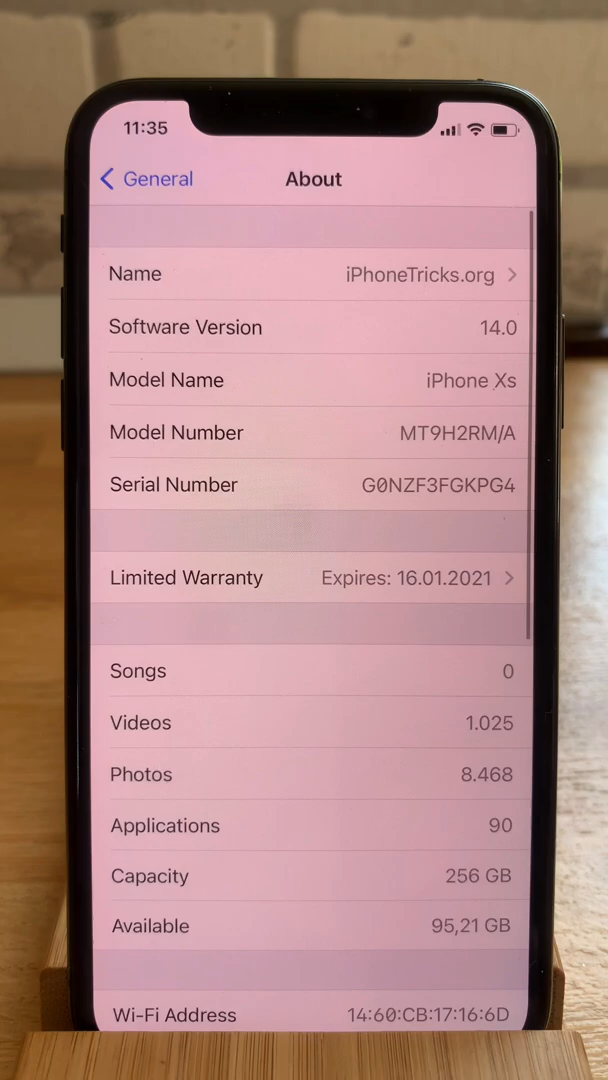 11:35
General About
Name iPhoneTricks.org
Software Version 14.0
Model Name iPhone Xs
Model Number MT9H2RM/A
Serial Number G0NZF3FGKPG4
Limited Warranty Expires: 16.01.2021
Songs 0
Videos 1.025
Photos 8.468
Applications 90
Capacity 256 GB
Available 95,21 GB
Wi-Fi Address 14:60:CB:17:16:6D